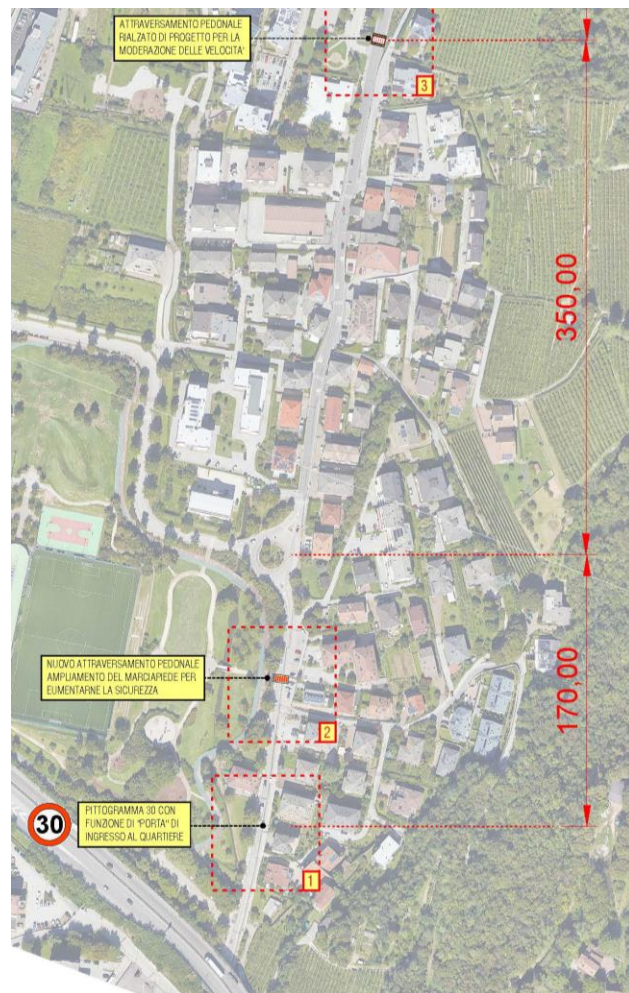 ATTRAVERSAMENTO PEDONALE
RIALZATO DI PROGETTO PER LA
MODERAZIONE DELLE VELOCITA'
3
350,00
NUOVO ATTRAVERSAMENTO PEDONALE
AMPLIAMENTO DEL MARCIAPIEDE PER
EUMENTARNE LA SICUREZZA
2
170,00
30
PITTOGRAMMA 30 CON
FUNZIONE DI "PORTA" DI
INGRESSO AL QUARTIERE
1